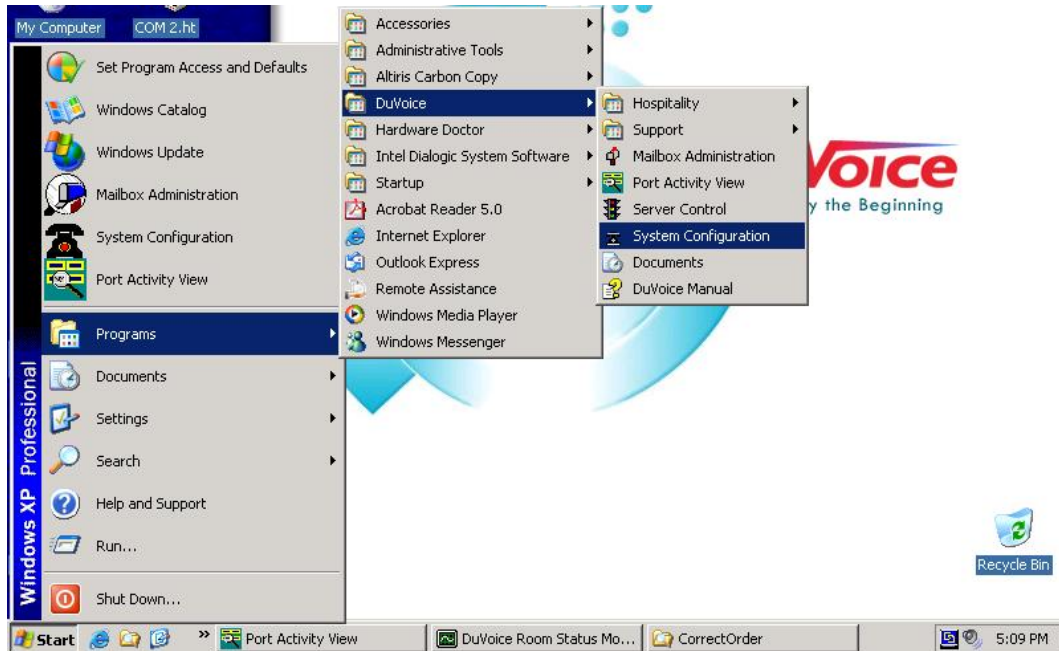 My Computer
COM 2.ht
Set Program Access and Defaults
Windows Catalog
Windows Update
Mailbox Administration
System Configuration
Port Activity View
Programs
Documents
Settings
Search
Help and Support
Run...
Shut Down...
Windows XP Professional
Accessories
Administrative Tools
Altiris Carbon Copy
DuVoice
Hardware Doctor
Intel Dialogic System Software
Startup
Acrobat Reader 5.0
Internet Explorer
Outlook Express
Remote Assistance
Windows Media Player
Windows Messenger
Hospitality
Support
Mailbox Administration
Port Activity View
Server Control
System Configuration
Documents
DuVoice Manual
Voice
y the Beginning
Recycle Bin
Start
»
Port Activity View
DuVoice Room Status Mo...
CorrectOrder
5:09 PM